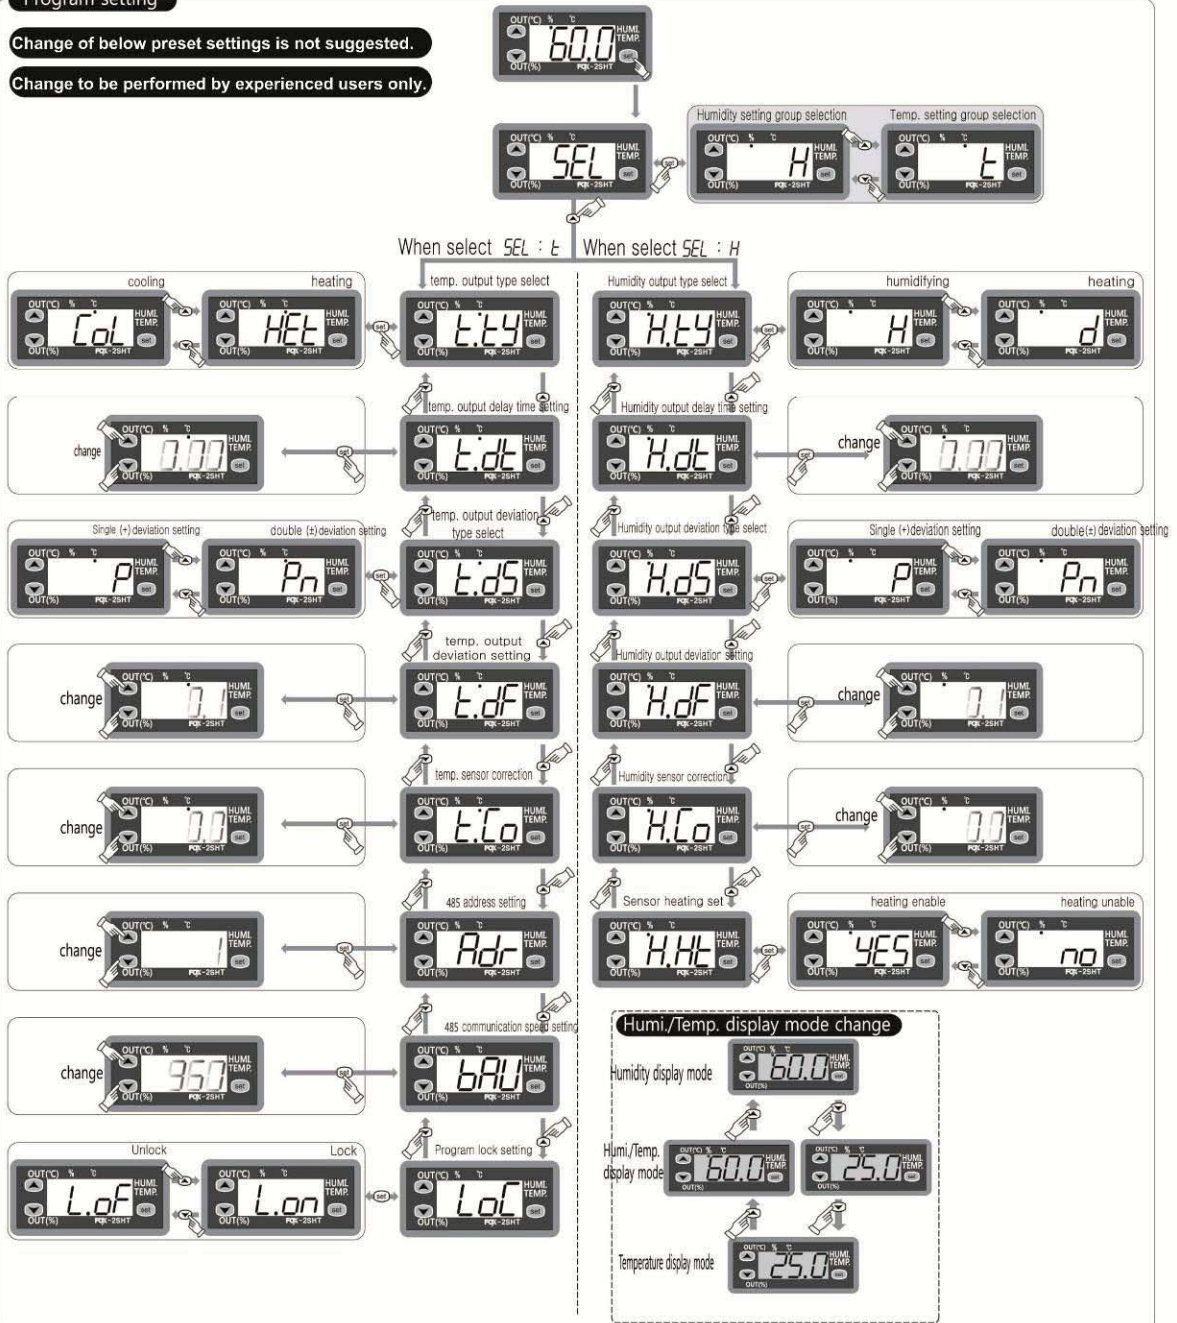 Program setting
Change of below preset settings is not suggested.
Change to be performed by experienced users only.
OUT(℃) % ℃
60.0
HUMI.
TEMP.
set
OUT(%)
FOX-2SHT
Humidity setting group selection
Temp. setting group selection
SEL
H
t
When select SEL : t
When select SEL : H
cooling
heating
temp. output type select
Humidity output type select
humidifying
heating
CoL
HEt
t.tY
H.tY
H
d
temp. output delay time setting
Humidity output delay time setting
change
0.00
t.dt
H.dt
change
0.00
Single (+)deviation setting
double (±)deviation setting
temp. output deviation
type select
Humidity output deviation type select
Single (+)deviation setting
double(±)deviation setting
P
Pn
t.dS
H.dS
P
Pn
temp. output
deviation setting
Humidity output deviation setting
change
0.1
t.dF
H.dF
change
0.1
temp. sensor correction
Humidity sensor correction
change
0.0
t.Co
H.Co
change
0.0
485 address setting
Sensor heating set
heating enable
heating unable
change
1
Adr
H.Ht
YES
no
485 communication speed setting
change
960
bAU
Unlock
Lock
Program lock setting
L.oF
L.on
LoC
Humi./Temp. display mode change
Humidity display mode
60.0
Humi./Temp.
display mode
60.0
25.0
Temperature display mode
25.0